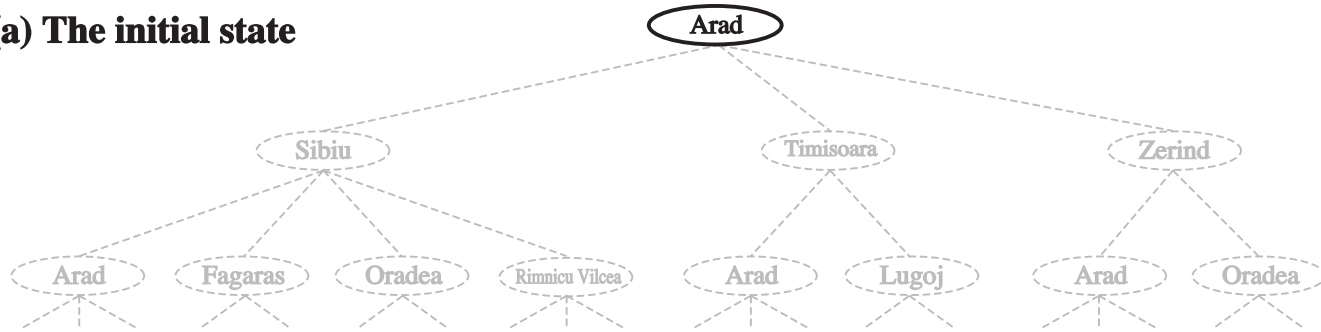 a) The initial state
Arad
Sibiu
Timisoara
Zerind
Arad
Fagaras
Oradea
Rimnicu Vilcea
Arad
Lugoj
Arad
Oradea